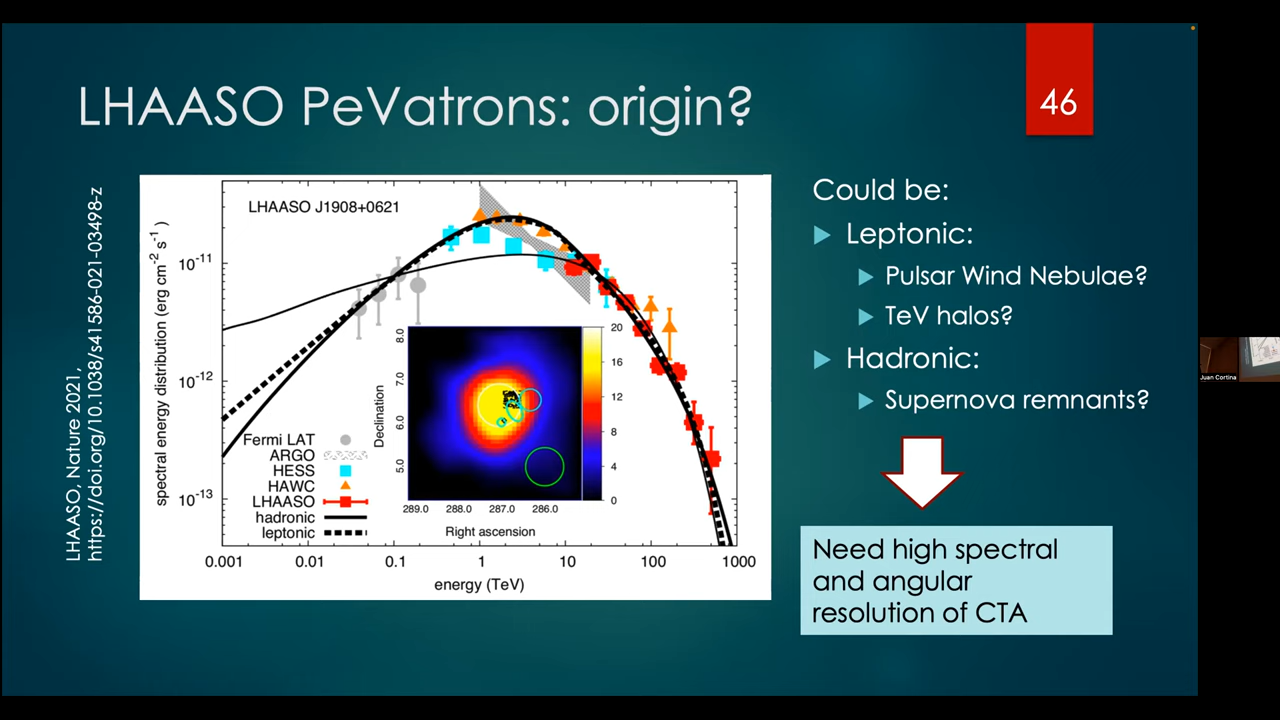 LHAASO PeVatrons: origin?
46
LHAASO, Nature 2021,
https://doi.org/10.1038/s41586-021-03498-z
LHAASO J1908+0621
spectral energy distribution (erg cm-2 s-1 )
10-11
10-12
10-13
Fermi LAT
ARGO
HESS
HAWC
LHAASO
hadronic
leptonic
Declination
8.0
7.0
6.0
5.0
289.0 288.0 287.0 286.0
Right ascension
20
16
12
8
4
0
0.001 0.01 0.1 1 10 100 1000
energy (TeV)
Could be:
Leptonic:
Pulsar Wind Nebulae?
TeV halos?
Hadronic:
Supernova remnants?
Need high spectral
and angular
resolution of CTA
Juan Cortina